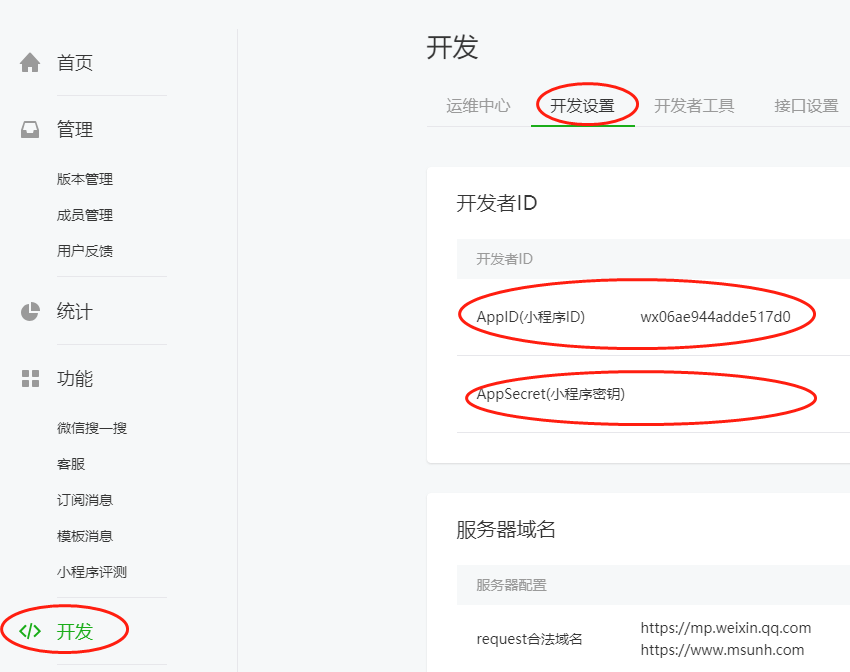 首页
管理
版本管理
成员管理
用户反馈
统计
功能
微信搜一搜
客服
订阅消息
模板消息
小程序评测
开发
开发
运维中心 开发设置 开发者工具 接口设置
开发者ID
开发者ID
AppID(小程序ID) wx06ae944adde517d0
AppSecret(小程序密钥)
服务器域名
服务器配置
request合法域名 https://mp.weixin.qq.com
https://www.msunh.com